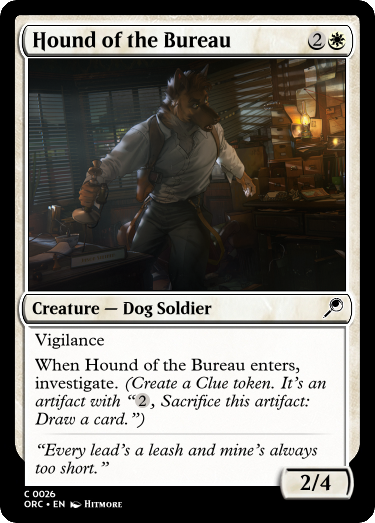 Hound of the Bureau 2
Creature — Dog Soldier
Vigilance
When Hound of the Bureau enters,
investigate. (Create a Clue token. It's an
artifact with “2, Sacrifice this artifact:
Draw a card.”)
“Every lead's a leash and mine's always
too short.”
2/4
C 0026
ORC • EN Hitmore